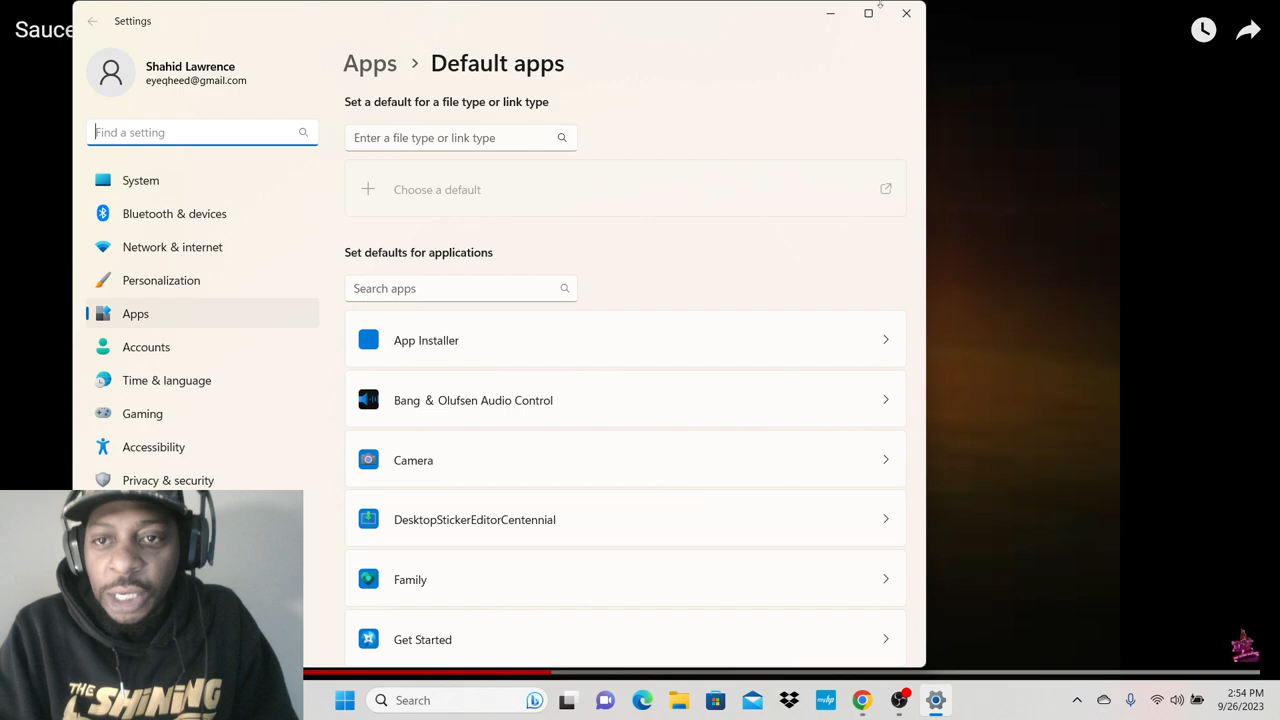 Sauce
Settings
Shahid Lawrence
eyeqheed@gmail.com
Find a setting
System
Bluetooth & devices
Network & internet
Personalization
Apps
Accounts
Time & language
Gaming
Accessibility
Privacy & security
Apps > Default apps
Set a default for a file type or link type
Enter a file type or link type
Choose a default
Set defaults for applications
Search apps
App Installer
Bang & Olufsen Audio Control
Camera
DesktopStickerEditorCentennial
Family
Get Started
THE SHINING
Search
myhp
2:54 PM
9/26/2023